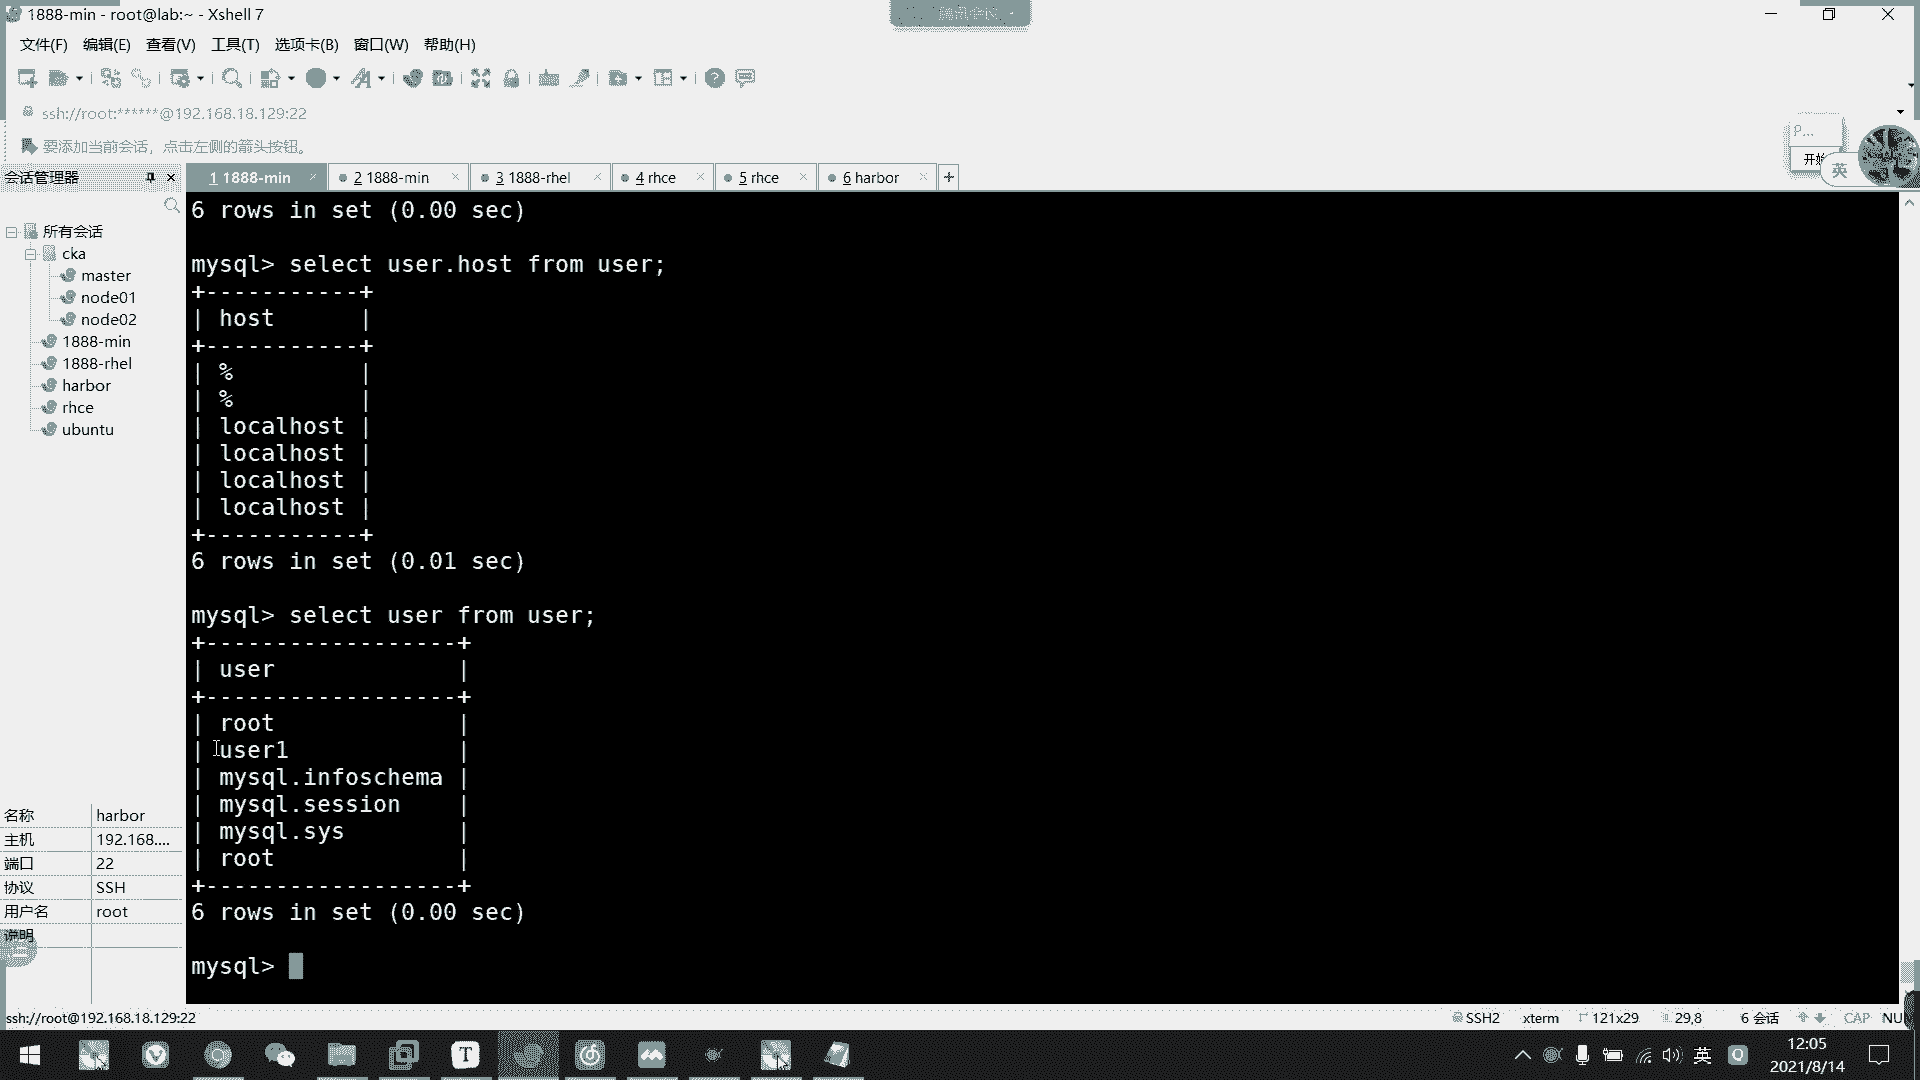 1888-min - root@lab:~ - Xshell 7
文件(F) 编辑(E) 查看(V) 工具(T) 选项卡(B) 窗口(W) 帮助(H)
ssh://root:******@192.168.18.129:22
要添加当前会话，点击左侧的箭头按钮。
P...
开始
英
会话管理器
1 1888-min
2 1888-min
3 1888-rhel
4 rhce
5 rhce
6 harbor
所有会话
cka
master
node01
node02
1888-min
1888-rhel
harbor
rhce
ubuntu
名称 harbor
主机 192.168....
端口 22
协议 SSH
用户名 root
说明
6 rows in set (0.00 sec)
mysql> select user.host from user;
+-----------+
| host      |
+-----------+
| %         |
| %         |
| localhost |
| localhost |
| localhost |
| localhost |
+-----------+
6 rows in set (0.01 sec)
mysql> select user from user;
+------------------+
| user             |
+------------------+
| root             |
| user1            |
| mysql.infoschema |
| mysql.session    |
| mysql.sys        |
| root             |
+------------------+
6 rows in set (0.00 sec)
mysql>
ssh://root@192.168.18.129:22
SSH2 xterm 121x29 29,8 6 会话 CAP NUM
英
12:05
2021/8/14